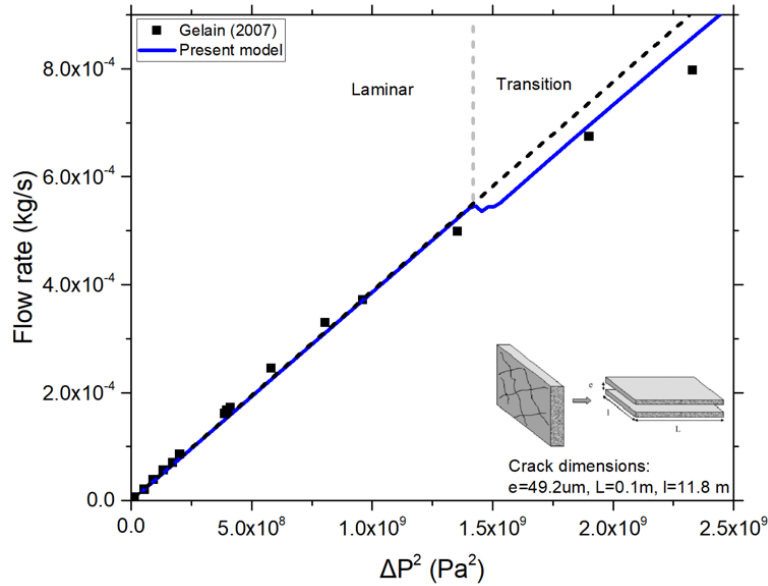 Gelain (2007)
Present model
Laminar
Transition
8.0x10⁻⁴
6.0x10⁻⁴
4.0x10⁻⁴
2.0x10⁻⁴
0.0
Flow rate (kg/s)
e
l
L
Crack dimensions:
e=49.2um, L=0.1m, l=11.8 m
0.0
5.0x10⁸
1.0x10⁹
1.5x10⁹
2.0x10⁹
2.5x10⁹
ΔP² (Pa²)